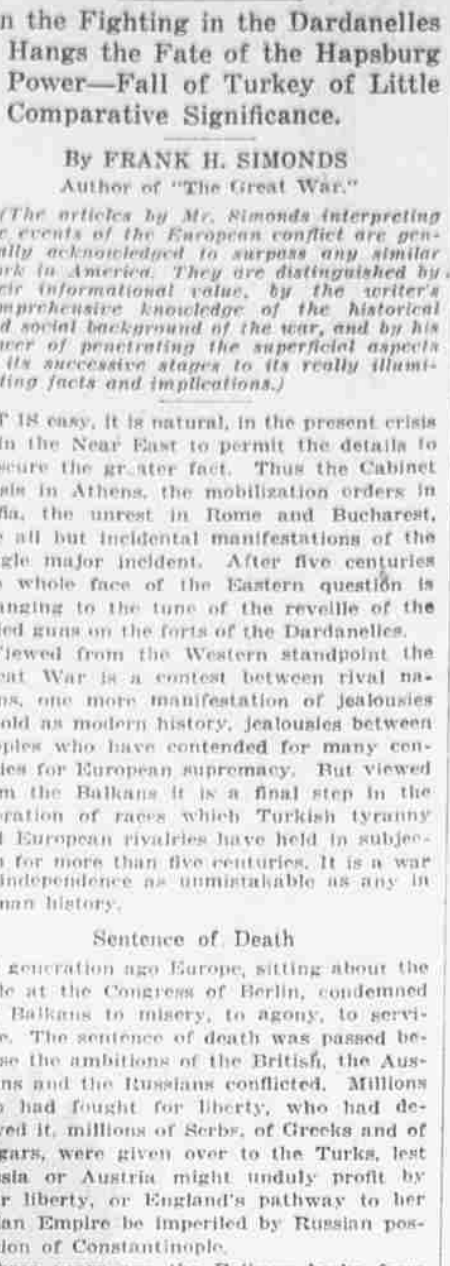 n the Fighting in the Dardanelles
Hangs the Fate of the Hapsburg
Power—Fall of Turkey of Little
Comparative Significance.
By FRANK H. SIMONDS
Author of "The Great War."
(The articles by Mr. Simonds interpreting
e events of the European conflict are gen-
ally acknowledged to surpass any similar
rk in America. They are distinguished by
eir informational value, by the writer's
mprehensive knowledge of the historical
d social background of the war, and by his
wer of penetrating the superficial aspects
its successive stages to its really illumi-
ting facts and implications.)
T IS easy, it is natural, in the present crisis
in the Near East to permit the details to
scure the gr ater fact. Thus the Cabinet
sis in Athens, the mobilization orders in
fia, the unrest in Rome and Bucharest,
e all but incidental manifestations of the
gle major incident. After five centuries
e whole face of the Eastern question is
anging to the tune of the reveille of the
ied guns on the forts of the Dardanelles.
Viewed from the Western standpoint the
eat War is a contest between rival na-
ns, one more manifestation of jealousies
old as modern history, jealousies between
oples who have contended for many cen-
ies for European supremacy. But viewed
m the Balkans it is a final step in the
eration of races which Turkish tyranny
d European rivalries have held in subjec-
n for more than five centuries. It is a war
independence as unmistakable as any in
man history.
Sentence of Death
generation ago Europe, sitting about the
le at the Congress of Berlin, condemned
Balkans to misery, to agony, to servi-
e. The sentence of death was passed be-
se the ambitions of the British, the Aus-
ns and the Russians conflicted. Millions
o had fought for liberty, who had de-
ved it, millions of Serbs, of Greeks and of
gars, were given over to the Turks, lest
sia or Austria might unduly profit by
r liberty, or England's pathway to her
an Empire be imperiled by Russian pos-
ion of Constantinople.